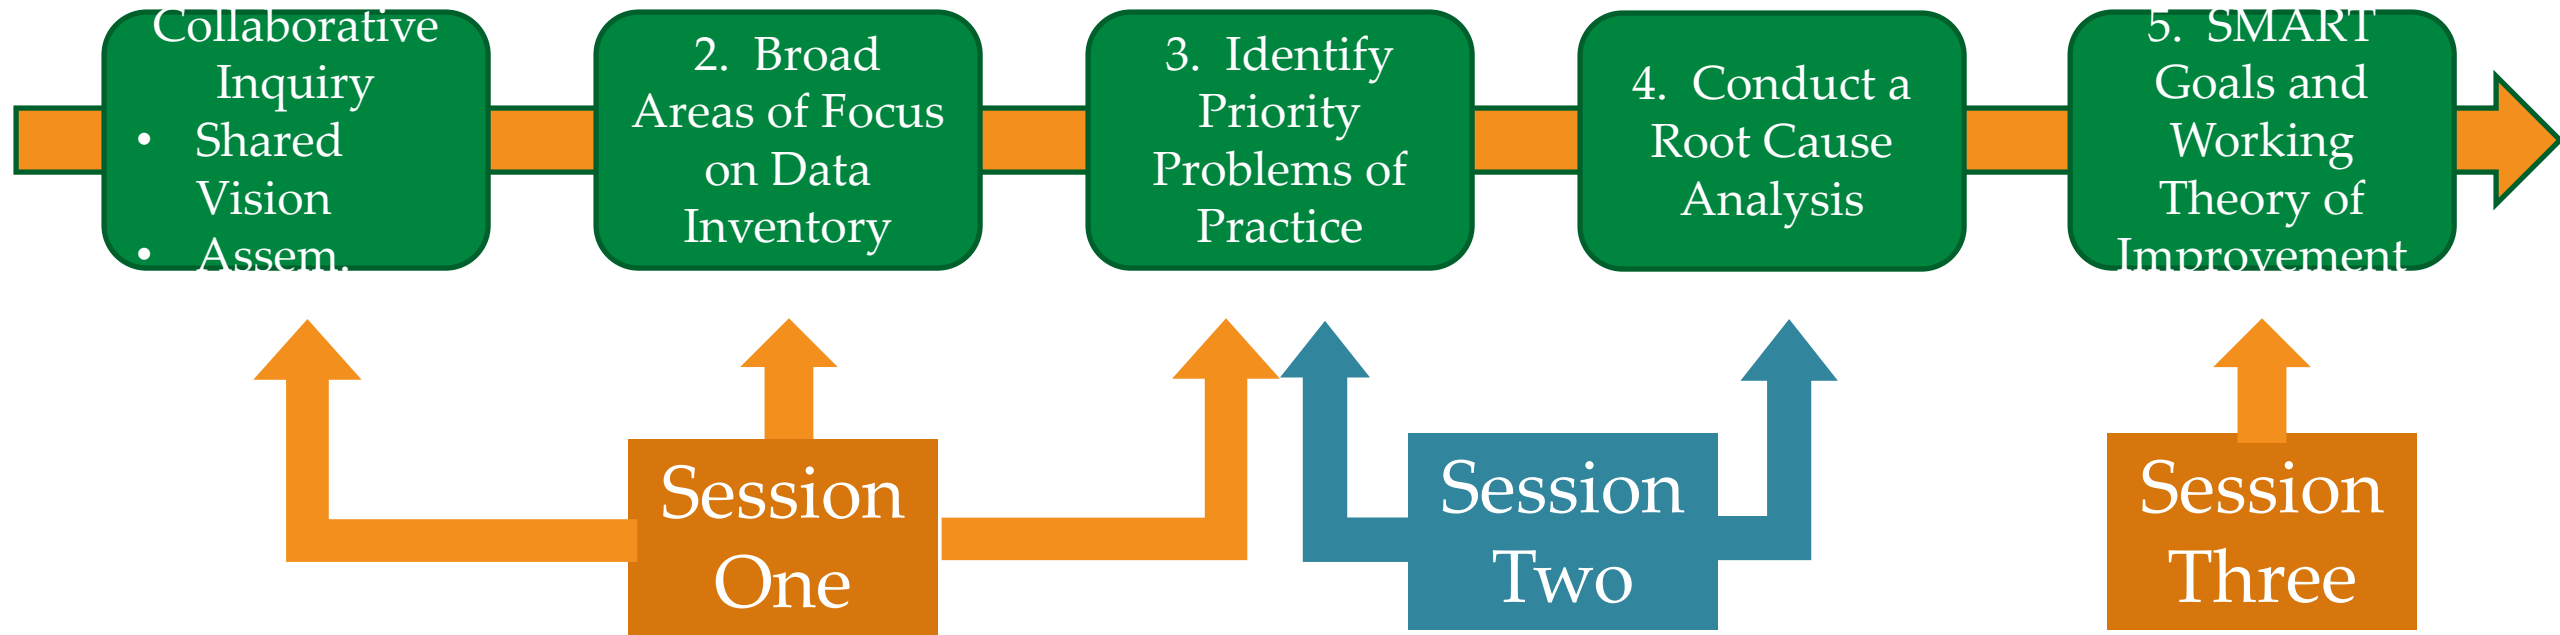 Collaborative
Inquiry
• Shared
Vision
• Assem.
2. Broad
Areas of Focus
on Data
Inventory
3. Identify
Priority
Problems of
Practice
4. Conduct a
Root Cause
Analysis
5. SMART
Goals and
Working
Theory of
Improvement
Session
One
Session
Two
Session
Three